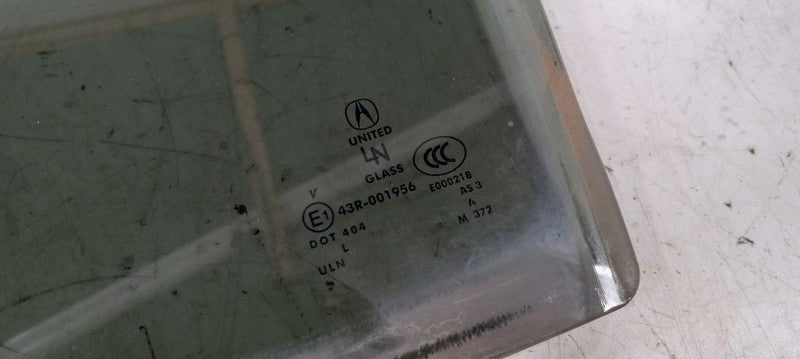 UNITED
LN
GLASS
CCC
V
E1 43R-001956
E000218
DOT 404
AS 3
L
A
ULN
M 372